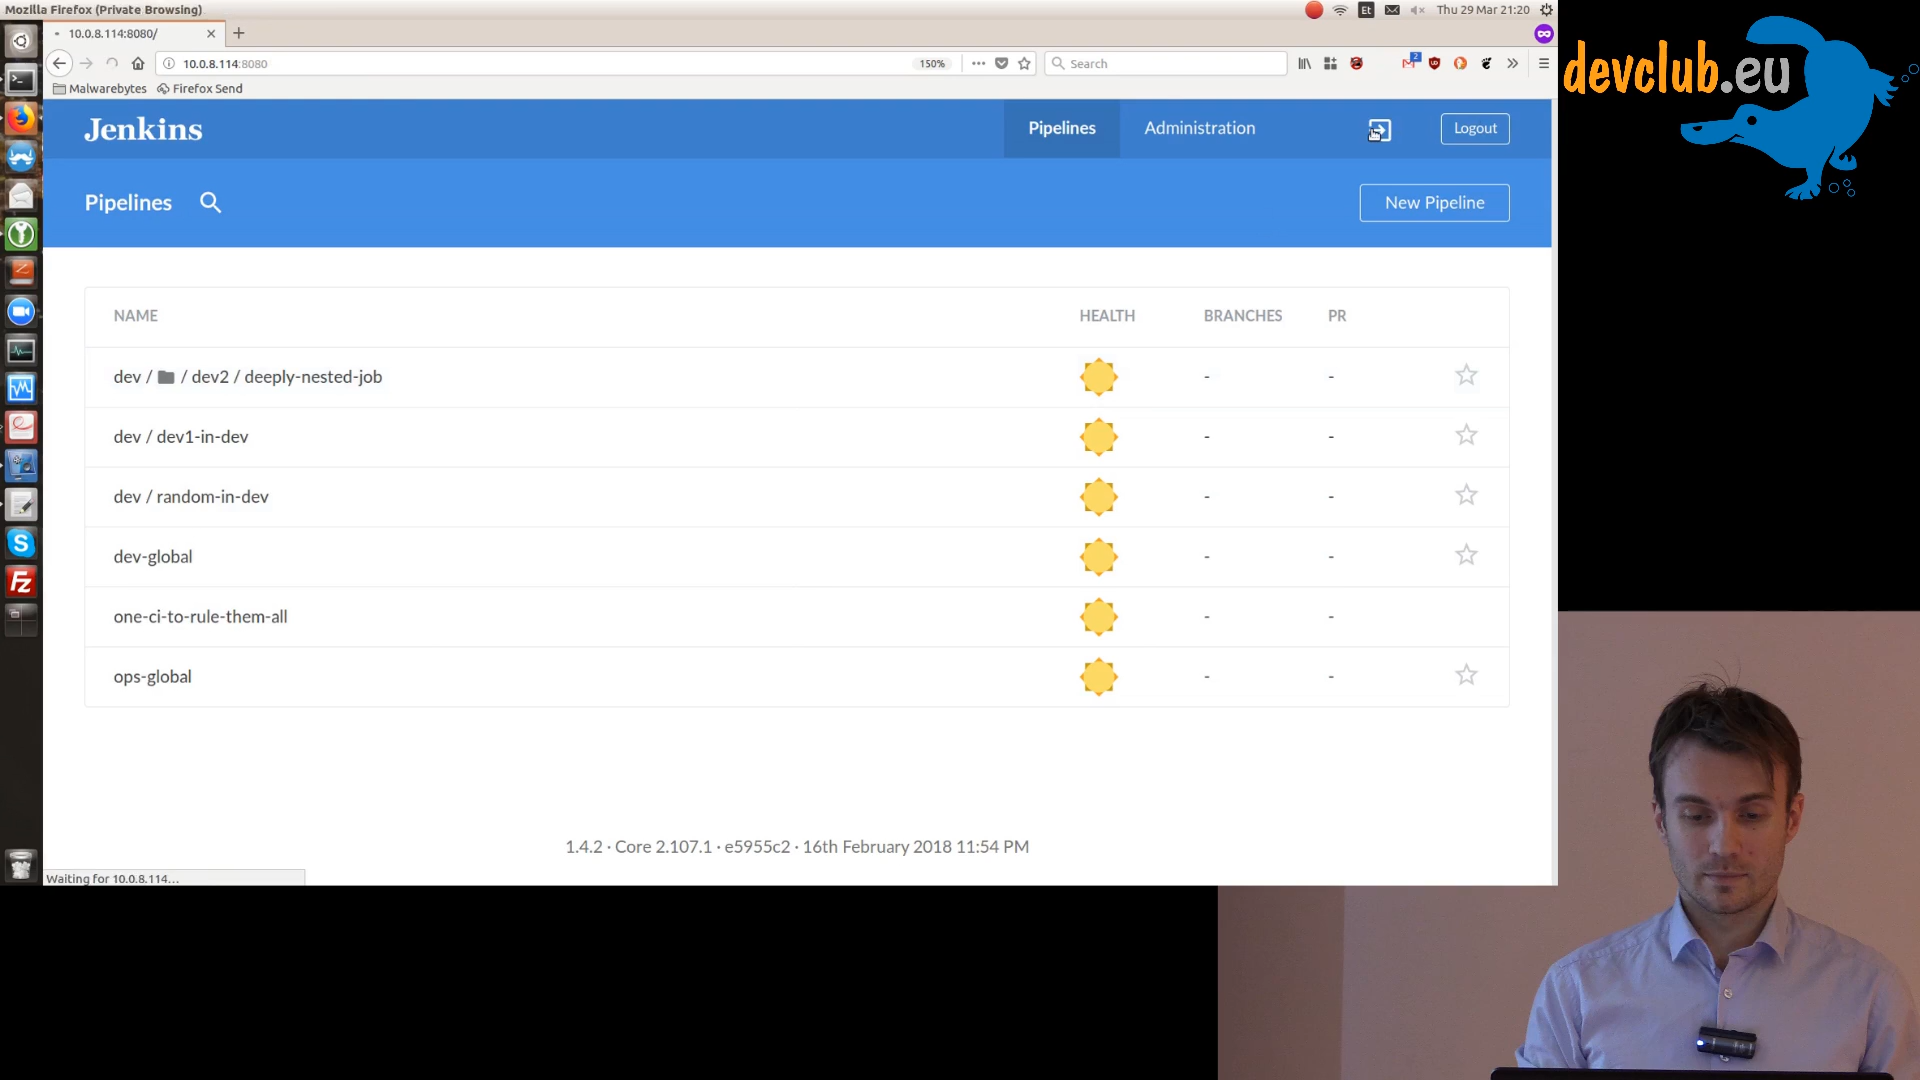 Mozilla Firefox (Private Browsing)
Et
Thu 29 Mar 21:20
10.0.8.114:8080/
10.0.8.114:8080
150%
Search
2
Malwarebytes
Firefox Send
devclub.eu
Jenkins
Pipelines
Administration
Logout
Pipelines
New Pipeline
NAME
HEALTH
BRANCHES
PR
dev / / dev2 / deeply-nested-job
-
-
dev / dev1-in-dev
-
-
dev / random-in-dev
-
-
dev-global
-
-
one-ci-to-rule-them-all
-
-
ops-global
-
-
1.4.2 · Core 2.107.1 · e5955c2 · 16th February 2018 11:54 PM
Waiting for 10.0.8.114...